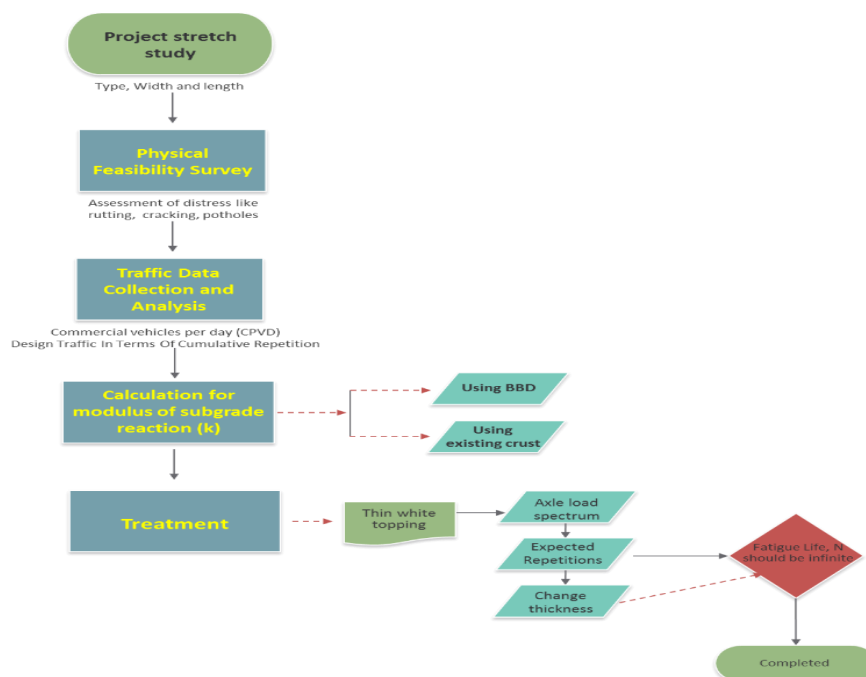 Project stretch
study
Type, Width and length
Physical
Feasibility Survey
Assessment of distress like
rutting, cracking, potholes
Traffic Data
Collection and
Analysis
Commercial vehicles per day (CPVD)
Design Traffic In Terms Of Cumulative Repetition
Calculation for
modulus of subgrade
reaction (k)
Using BBD
Using
existing crust
Treatment
Thin white
topping
Axle load
spectrum
Expected
Repetitions
Change
thickness
Fatigue Life, N
should be infinite
Completed